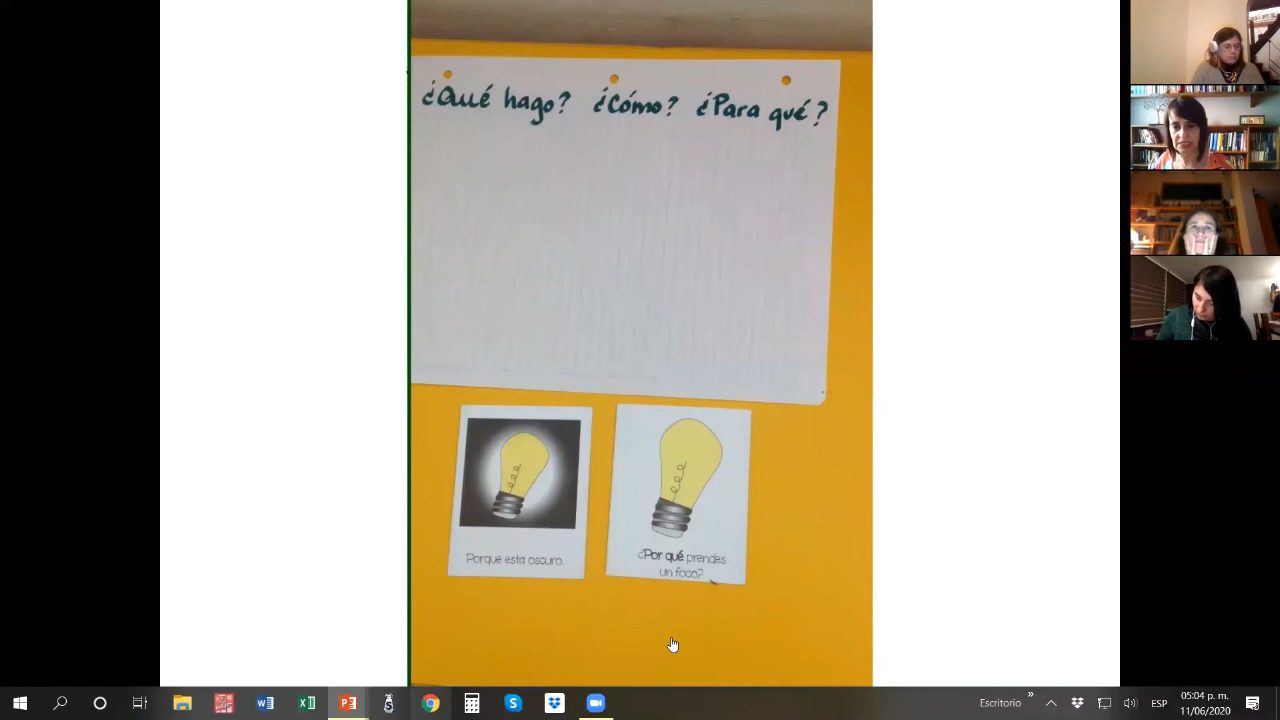 ¿Qué hago? ¿Cómo? ¿Para qué?
Porque esta oscuro.
¿Por qué prendes
un foco?
Escritorio
ESP
05:04 p. m.
11/06/2020